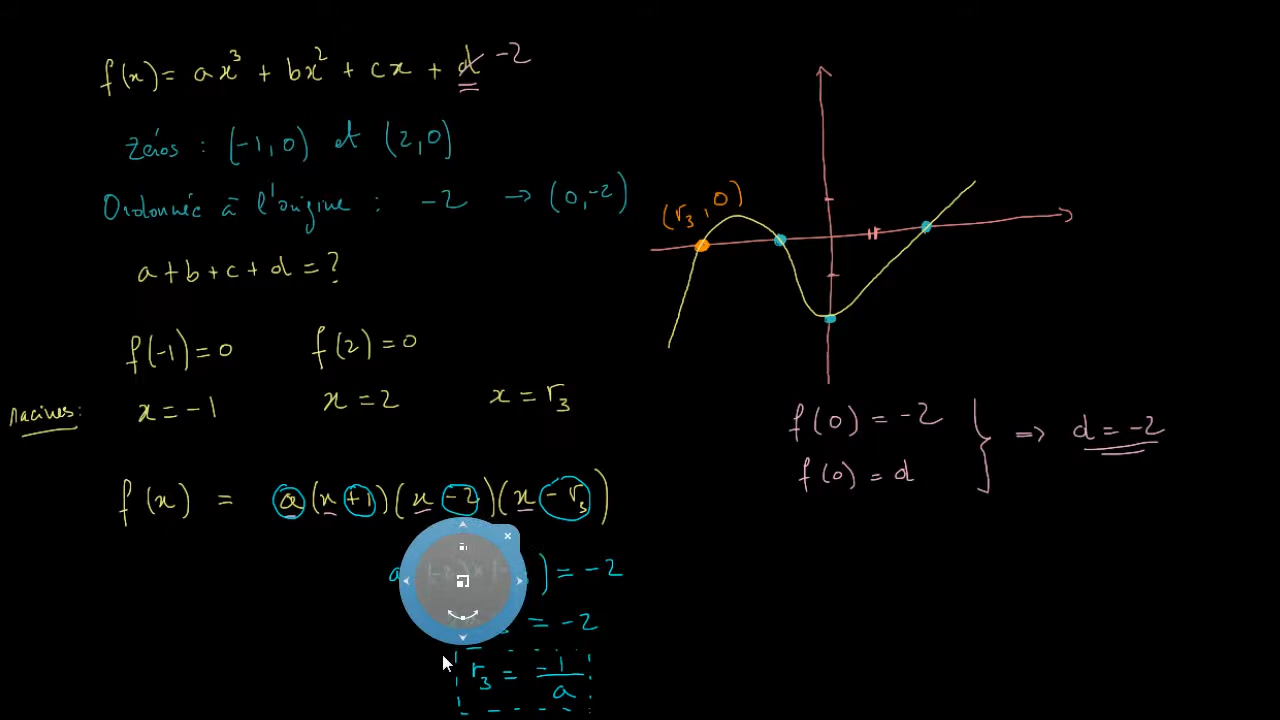 f(x) = ax³ + bx² + cx + d -2
zéros : (-1,0) et (2,0)
Ordonnée à l'origine : -2 → (0,-2)
a+b+c+d=?
f(-1)=0 f(2)=0
racines: x=-1 x=2 x=r₃
f(x) = a(x+1)(x-2)(x-r₃)
) = -2
= -2
r₃ = -1/a
(r₃,0)
f(0) = -2
f(0) = d
⇒ d=-2